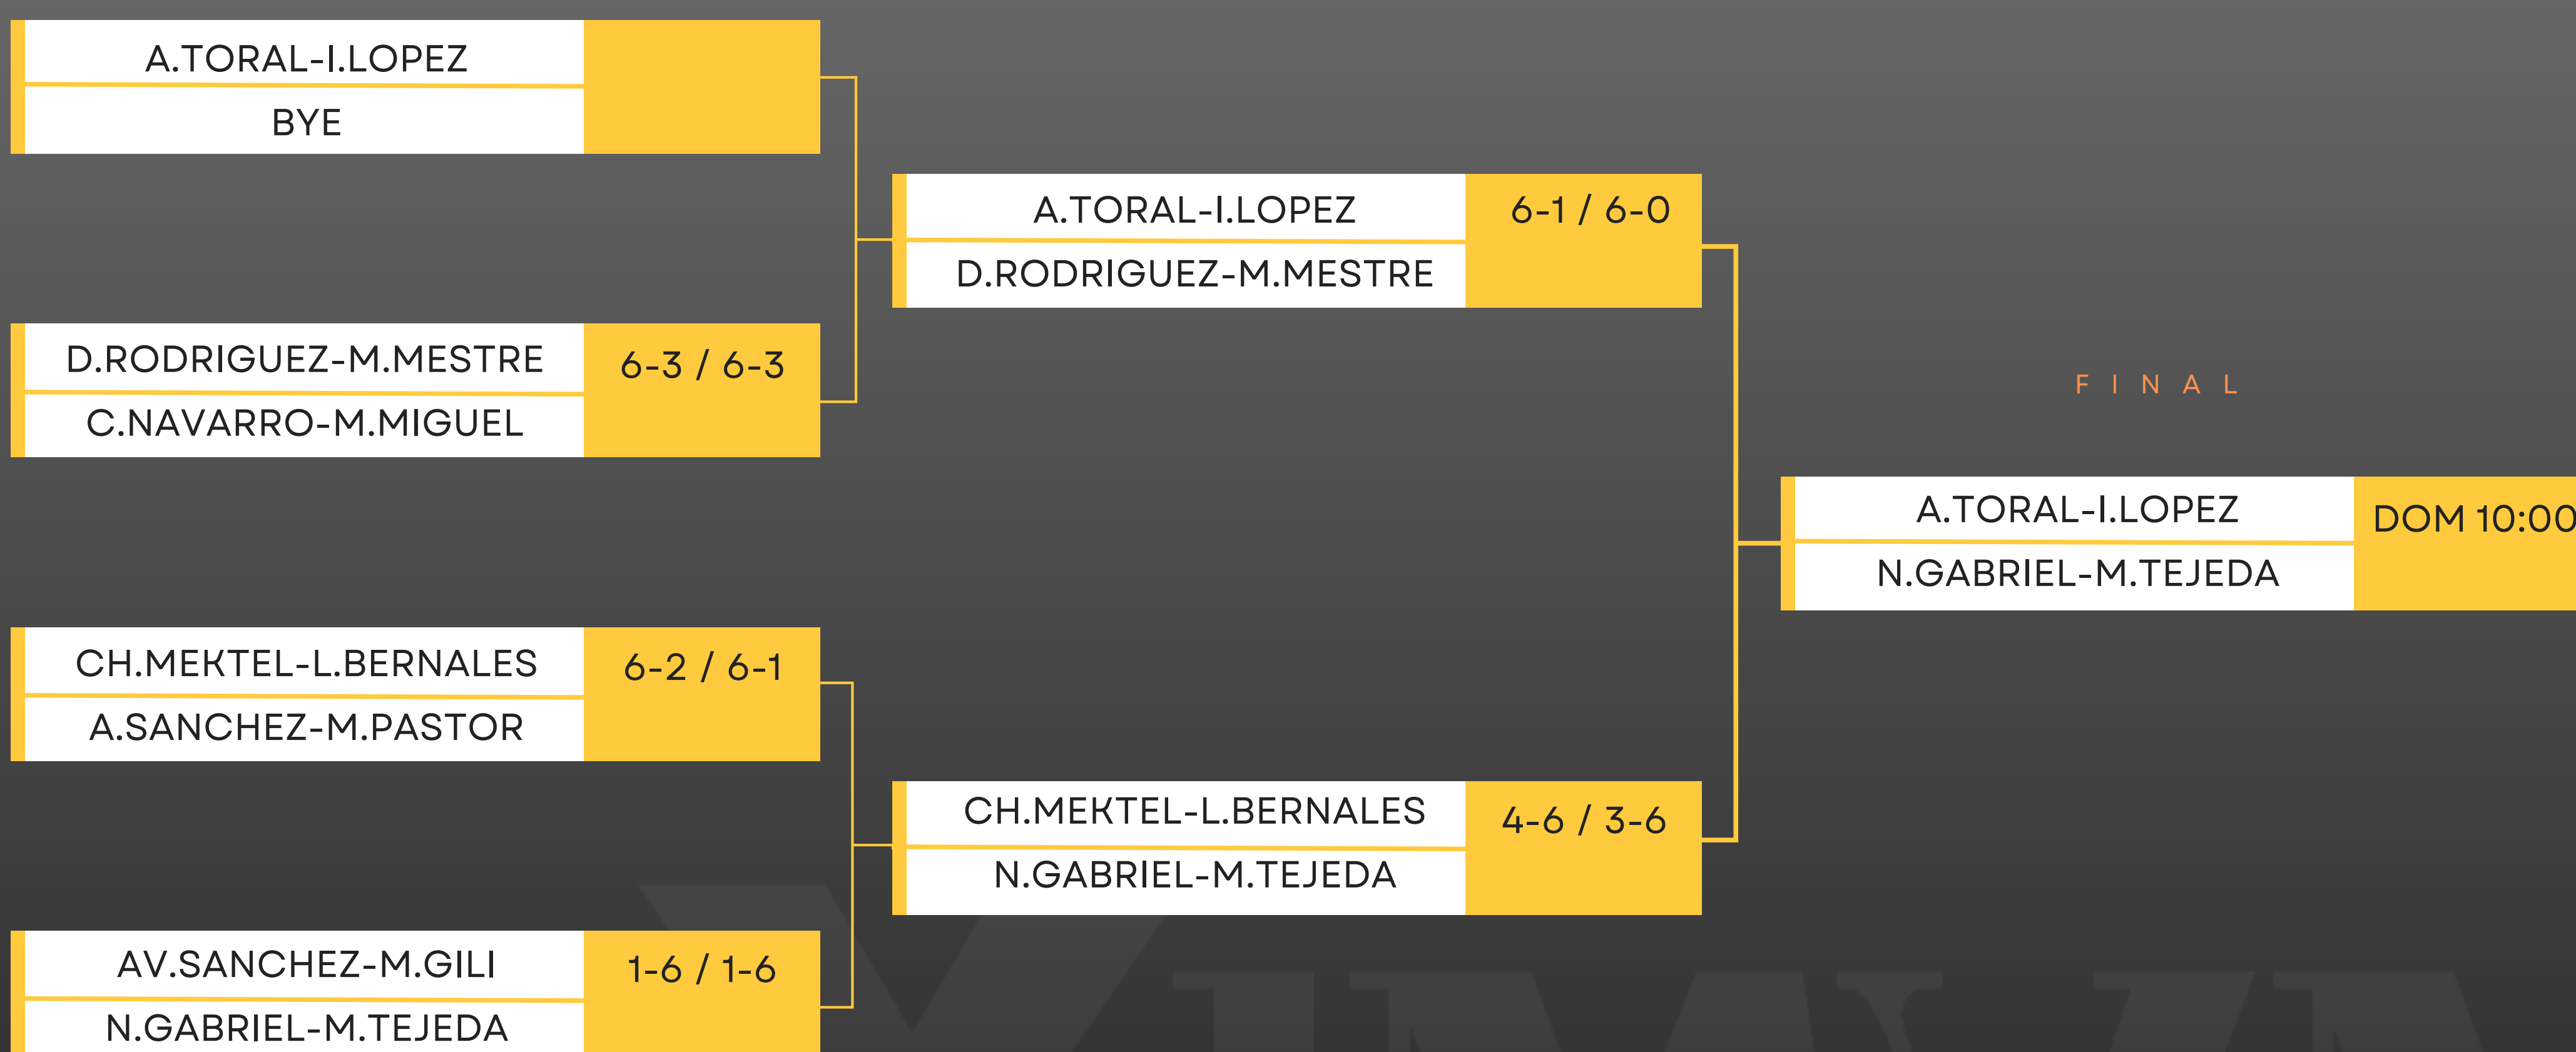 A.TORAL-I.LOPEZ
BYE
D.RODRIGUEZ-M.MESTRE
6-3 / 6-3
C.NAVARRO-M.MIGUEL
CH.MEKTEL-L.BERNALES
6-2 / 6-1
A.SANCHEZ-M.PASTOR
AV.SANCHEZ-M.GILI
1-6 / 1-6
N.GABRIEL-M.TEJEDA
A.TORAL-I.LOPEZ
6-1 / 6-0
D.RODRIGUEZ-M.MESTRE
CH.MEKTEL-L.BERNALES
4-6 / 3-6
N.GABRIEL-M.TEJEDA
FINAL
A.TORAL-I.LOPEZ
DOM 10:00
N.GABRIEL-M.TEJEDA